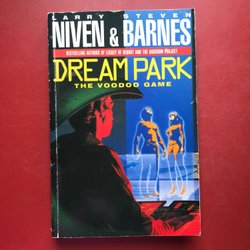 LARRY STEVEN
NIVEN & BARNES
BESTSELLING AUTHORS OF LEGACY OF HEOROT AND THE BARSOOM PROJECT
DREAM PARK
THE VOODOO GAME